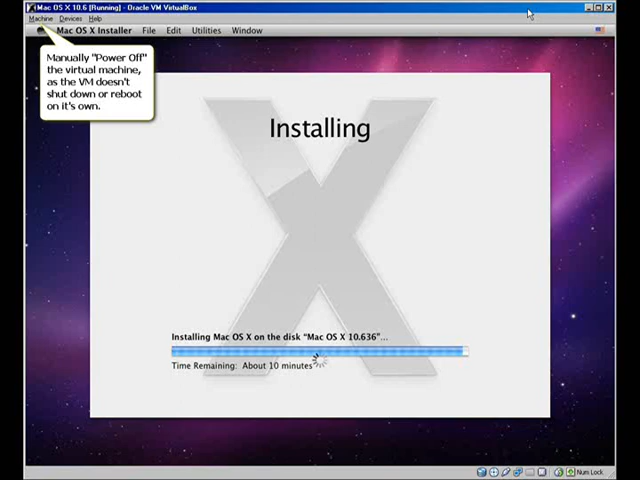 Mac OS X 10.6 [Running] - Oracle VM VirtualBox
Machine Devices Help
Mac OS X Installer File Edit Utilities Window
Manually "Power Off"
the virtual machine,
as the VM doesn't
shut down or reboot
on it's own.
Installing
Installing Mac OS X on the disk “Mac OS X 10.636”...
Time Remaining: About 10 minutes
Num Lock